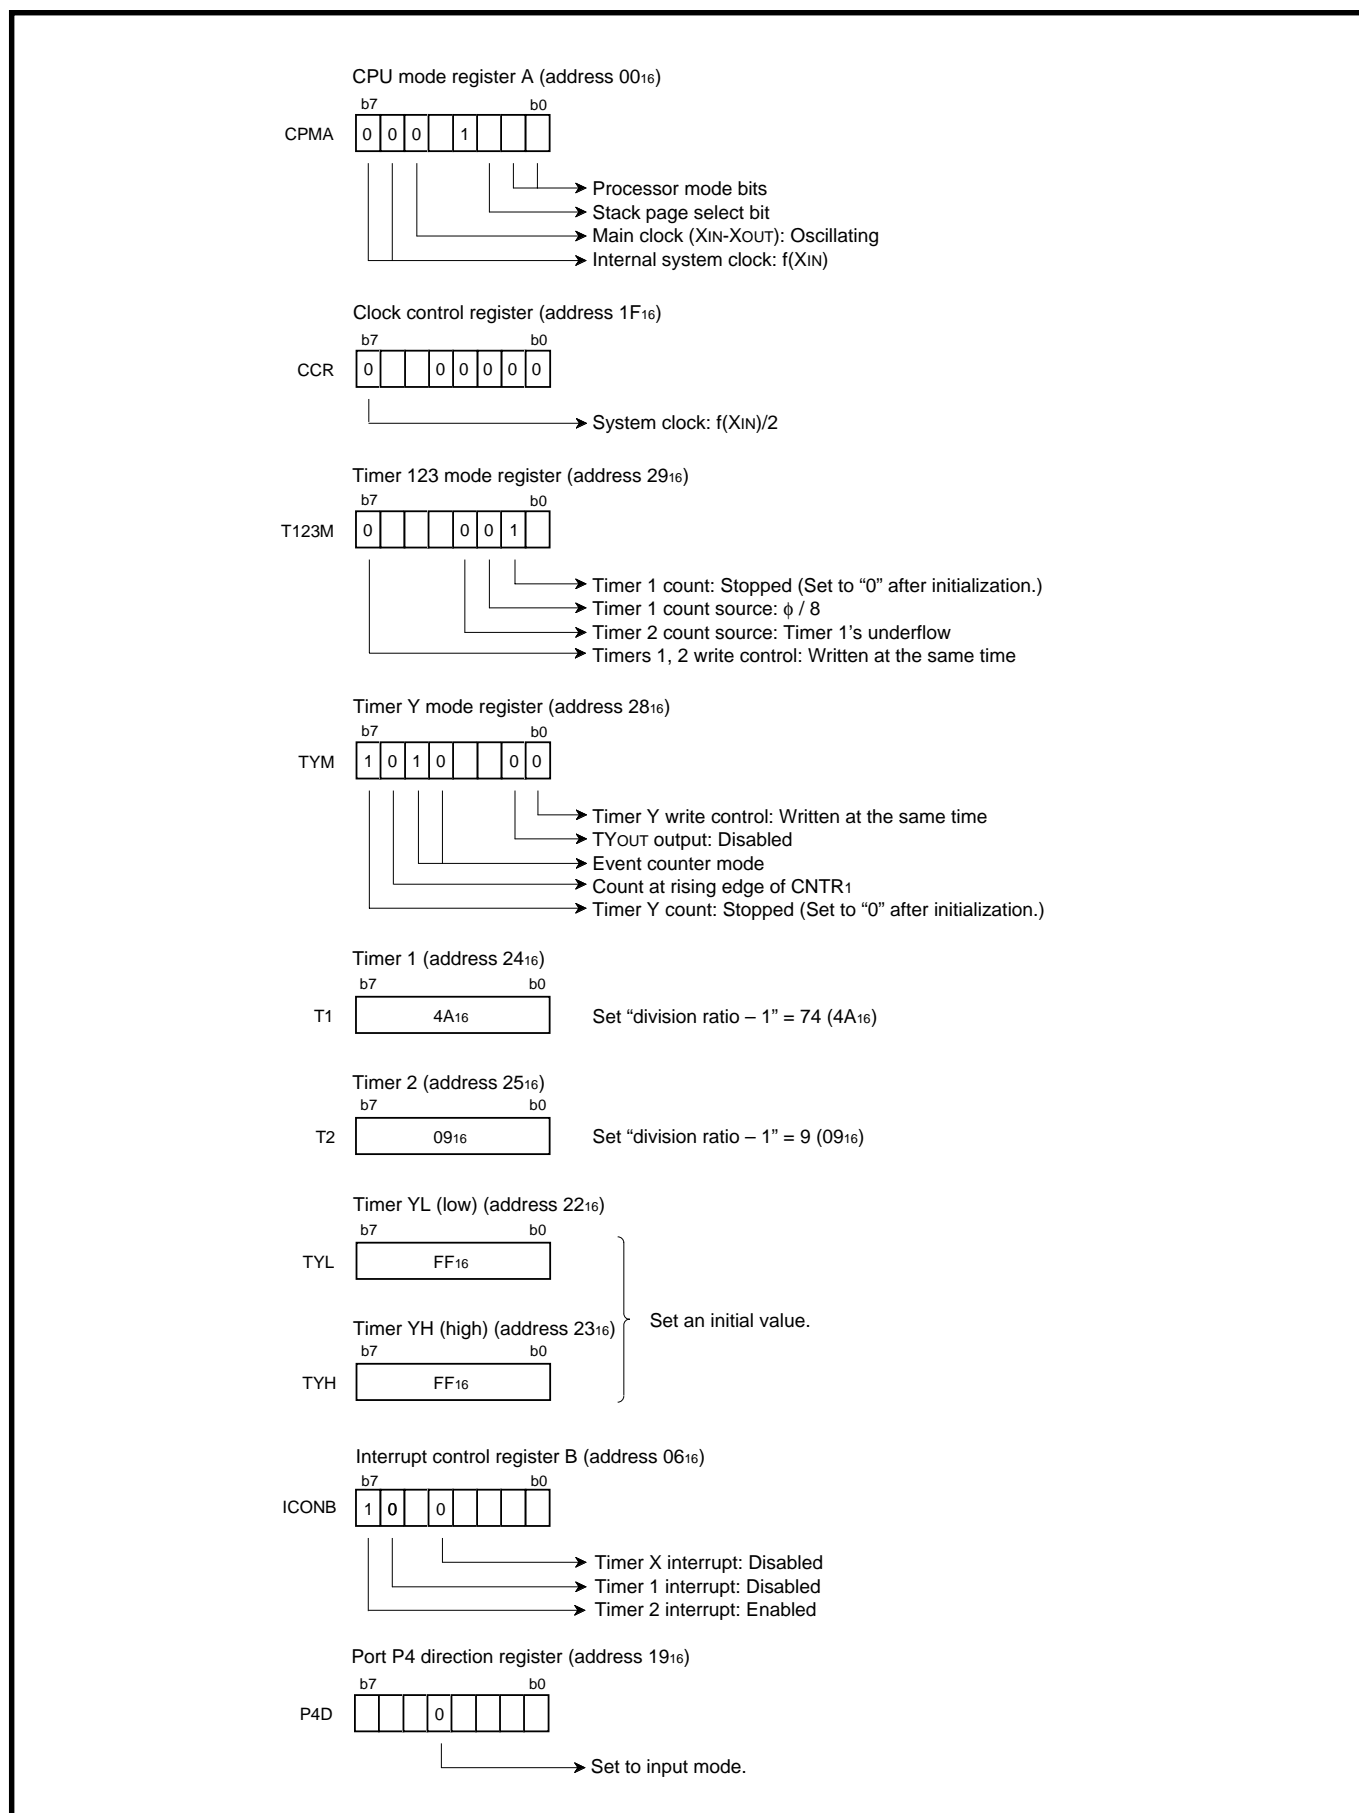 CPU mode register A (address 0016)
b7 b0
CPMA 0 0 0 1
Processor mode bits
Stack page select bit
Main clock (XIN-XOUT): Oscillating
Internal system clock: f(XIN)
Clock control register (address 1F16)
b7 b0
CCR 0 0 0 0 0 0
System clock: f(XIN)/2
Timer 123 mode register (address 2916)
b7 b0
T123M 0 0 0 1
Timer 1 count: Stopped (Set to “0” after initialization.)
Timer 1 count source: ϕ / 8
Timer 2 count source: Timer 1’s underflow
Timers 1, 2 write control: Written at the same time
Timer Y mode register (address 2816)
b7 b0
TYM 1 0 1 0 0 0
Timer Y write control: Written at the same time
TYOUT output: Disabled
Event counter mode
Count at rising edge of CNTR1
Timer Y count: Stopped (Set to “0” after initialization.)
Timer 1 (address 2416)
b7 b0
T1 4A16 Set “division ratio – 1” = 74 (4A16)
Timer 2 (address 2516)
b7 b0
T2 0916 Set “division ratio – 1” = 9 (0916)
Timer YL (low) (address 2216)
b7 b0
TYL FF16
Set an initial value.
Timer YH (high) (address 2316)
b7 b0
TYH FF16
Interrupt control register B (address 0616)
b7 b0
ICONB 1 0 0
Timer X interrupt: Disabled
Timer 1 interrupt: Disabled
Timer 2 interrupt: Enabled
Port P4 direction register (address 1916)
b7 b0
P4D 0
Set to input mode.